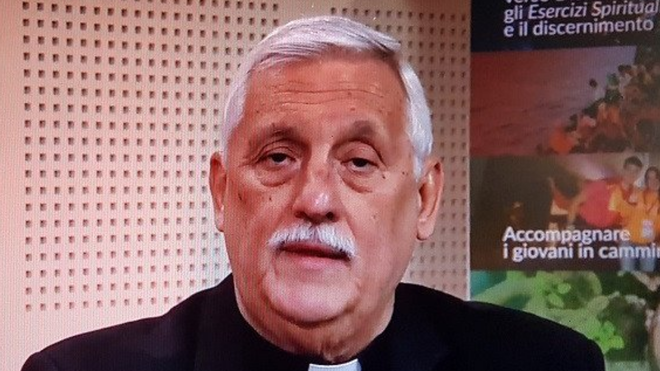 gli Esercizi Spiritual
e il discernimento
Accompagnare
i giovani in cammin